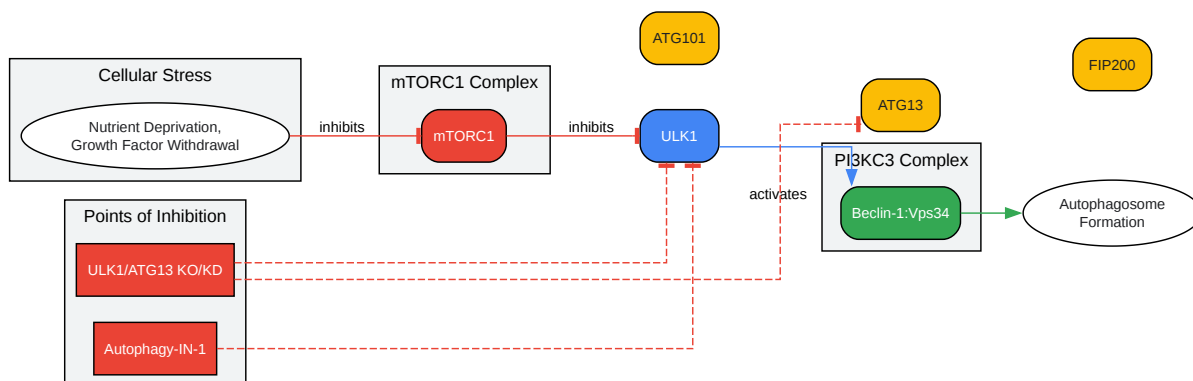 ATG101
FIP200
Cellular Stress
mTORC1 Complex
ATG13
Nutrient Deprivation,
Growth Factor Withdrawal
inhibits
mTORC1
inhibits
ULK1
PI3KC3 Complex
activates
Beclin-1:Vps34
Autophagosome
Formation
Points of Inhibition
ULK1/ATG13 KO/KD
Autophagy-IN-1